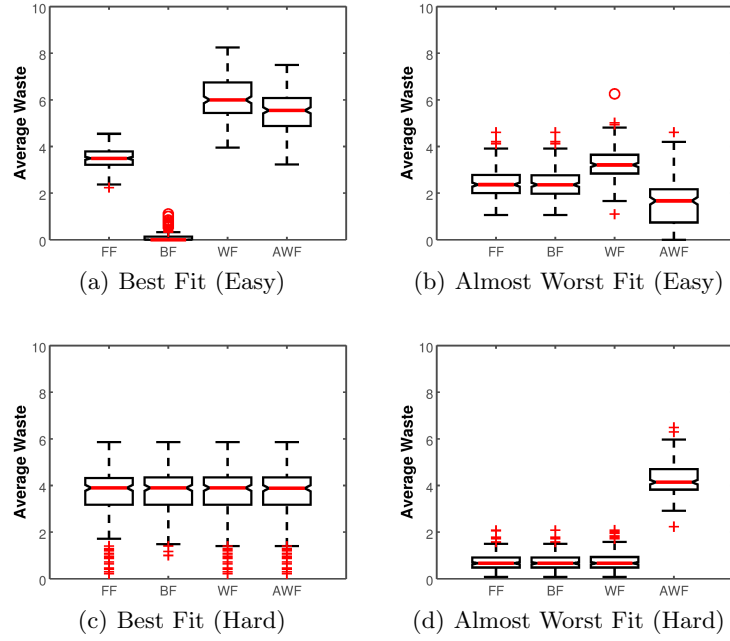 10
8
6
4
2
0
Average Waste
FF BF WF AWF
(a) Best Fit (Easy)
10
8
6
4
2
0
Average Waste
FF BF WF AWF
(b) Almost Worst Fit (Easy)
10
8
6
4
2
0
Average Waste
FF BF WF AWF
(c) Best Fit (Hard)
10
8
6
4
2
0
Average Waste
FF BF WF AWF
(d) Almost Worst Fit (Hard)